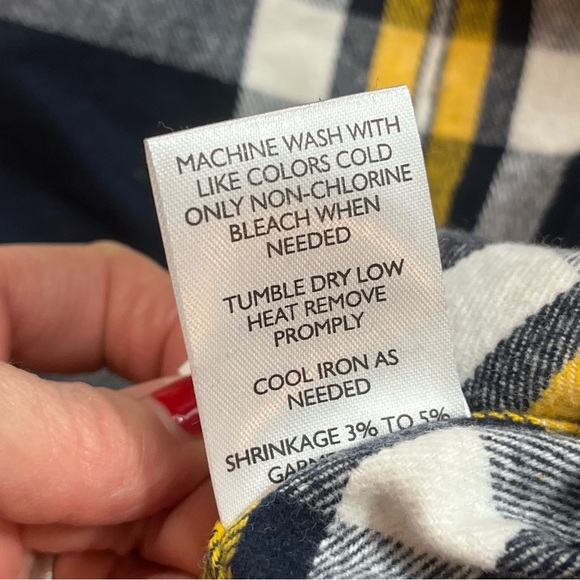 MACHINE WASH WITH
LIKE COLORS COLD
ONLY NON-CHLORINE
BLEACH WHEN
NEEDED
TUMBLE DRY LOW
HEAT REMOVE
PROMPLY
COOL IRON AS
NEEDED
SHRINKAGE 3% TO 5%